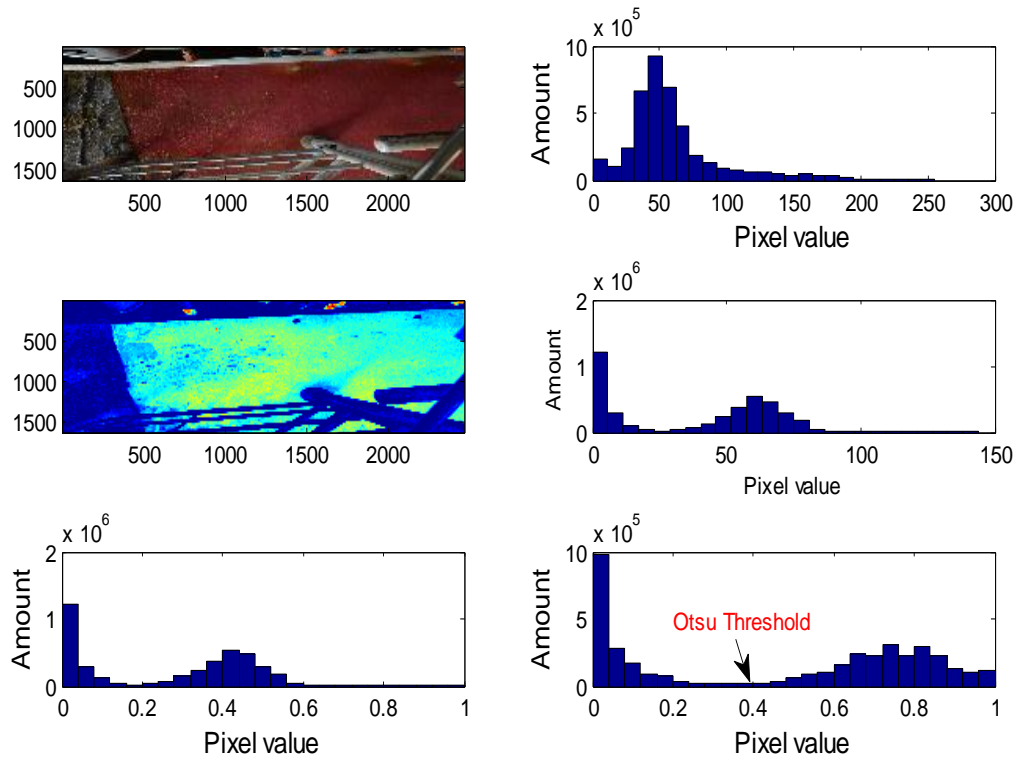 500
1000
1500
500 1000 1500 2000
x 10^5
10
5
0
Amount
0 50 100 150 200 250 300
Pixel value
500
1000
1500
500 1000 1500 2000
x 10^6
2
1
0
Amount
0 50 100 150
Pixel value
x 10^6
2
1
0
Amount
0 0.2 0.4 0.6 0.8 1
Pixel value
x 10^5
10
5
0
Amount
Otsu Threshold
0 0.2 0.4 0.6 0.8 1
Pixel value